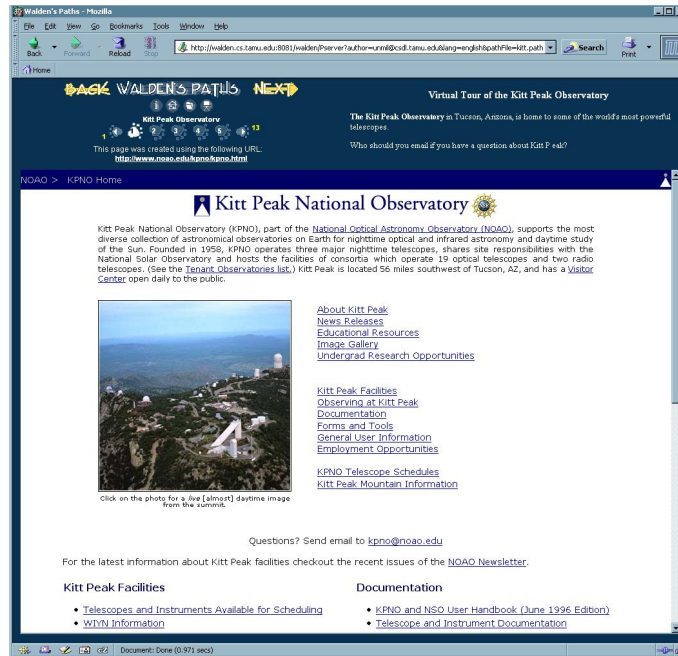 Walden's Paths - Mozilla
File Edit View Go Bookmarks Tools Window Help
Back Forward Reload Stop http://walden.cs.tamu.edu:8081/walden/Pserver?author=unmil@csdl.tamu.edu&lang=english&pathFile=kitt.path Search Print
Home
BACK WALDEN'S PATHS NEXT
Kitt Peak Observatory
1 2 3 4 5 13
This page was created using the following URL:
http://www.noao.edu/kpno/kpno.html
Virtual Tour of the Kitt Peak Observatory
The Kitt Peak Observatory in Tucson, Arizona, is home to some of the world's most powerful
telescopes.
Who should you email if you have a question about Kitt P eak?
NOAO > KPNO Home
Kitt Peak National Observatory
Kitt Peak National Observatory (KPNO), part of the National Optical Astronomy Observatory (NOAO), supports the most
diverse collection of astronomical observatories on Earth for nighttime optical and infrared astronomy and daytime study
of the Sun. Founded in 1958, KPNO operates three major nighttime telescopes, shares site responsibilities with the
National Solar Observatory and hosts the facilities of consortia which operate 19 optical telescopes and two radio
telescopes. (See the Tenant Observatories list.) Kitt Peak is located 56 miles southwest of Tucson, AZ, and has a Visitor
Center open daily to the public.
About Kitt Peak
News Releases
Educational Resources
Image Gallery
Undergrad Research Opportunities
Kitt Peak Facilities
Observing at Kitt Peak
Documentation
Forms and Tools
General User Information
Employment Opportunities
KPNO Telescope Schedules
Kitt Peak Mountain Information
Click on the photo for a live [almost] daytime image
from the summit.
Questions? Send email to kpno@noao.edu
For the latest information about Kitt Peak facilities checkout the recent issues of the NOAO Newsletter.
Kitt Peak Facilities
• Telescopes and Instruments Available for Scheduling
• WIYN Information
Documentation
• KPNO and NSO User Handbook (June 1996 Edition)
• Telescope and Instrument Documentation
Document: Done (0.971 secs)